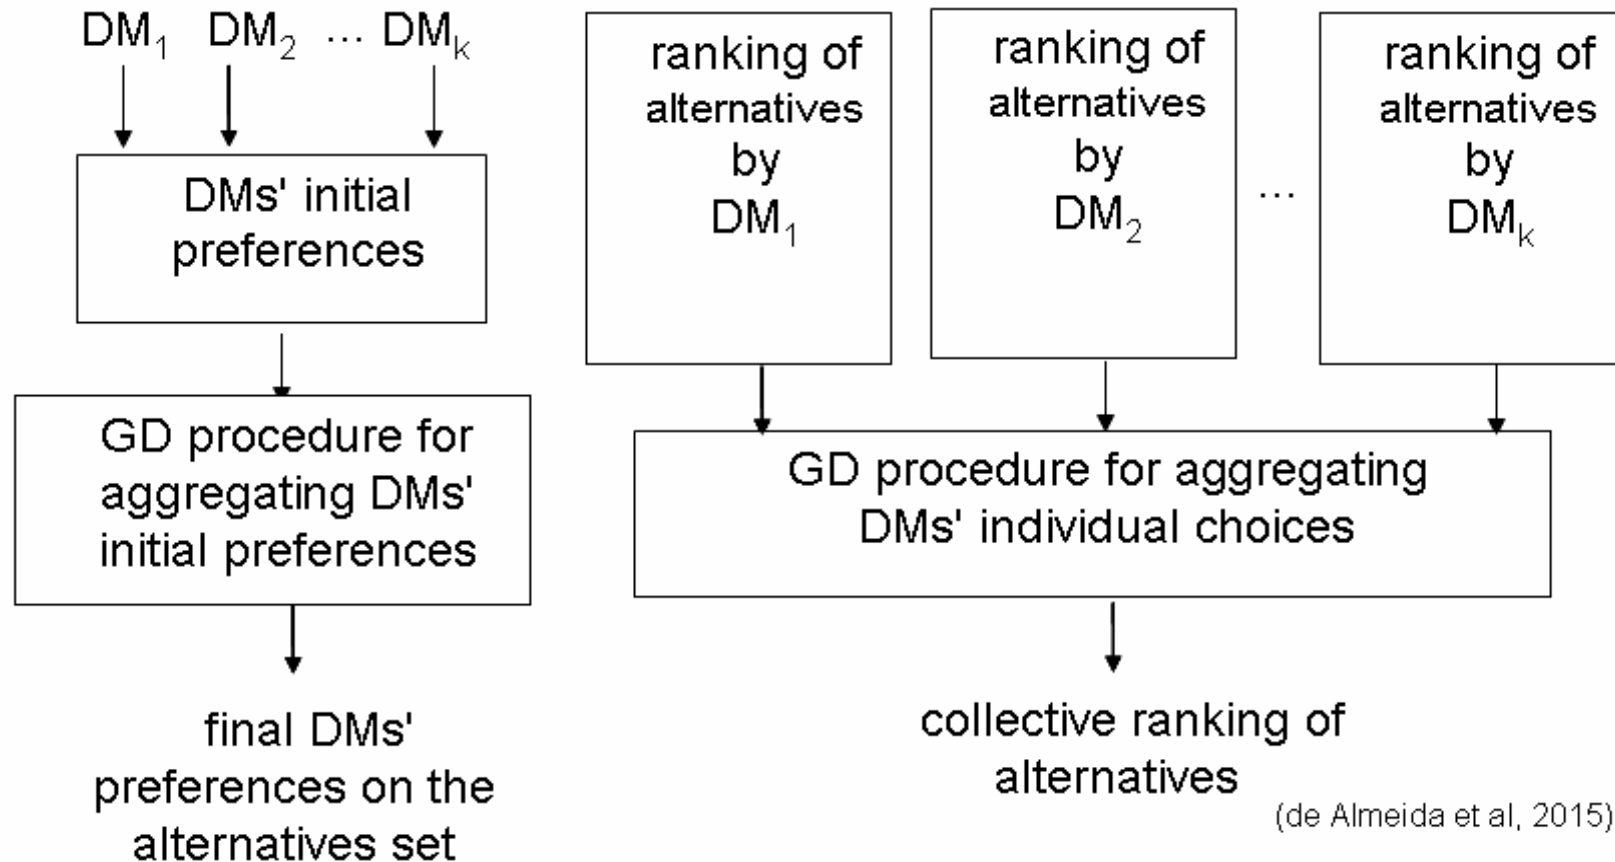 DM₁ DM₂ ... DMₖ
DMs' initial
preferences
GD procedure for
aggregating DMs'
initial preferences
final DMs'
preferences on the
alternatives set
ranking of
alternatives
by
DM₁
ranking of
alternatives
by
DM₂
...
ranking of
alternatives
by
DMₖ
GD procedure for aggregating
DMs' individual choices
collective ranking of
alternatives
(de Almeida et al, 2015)